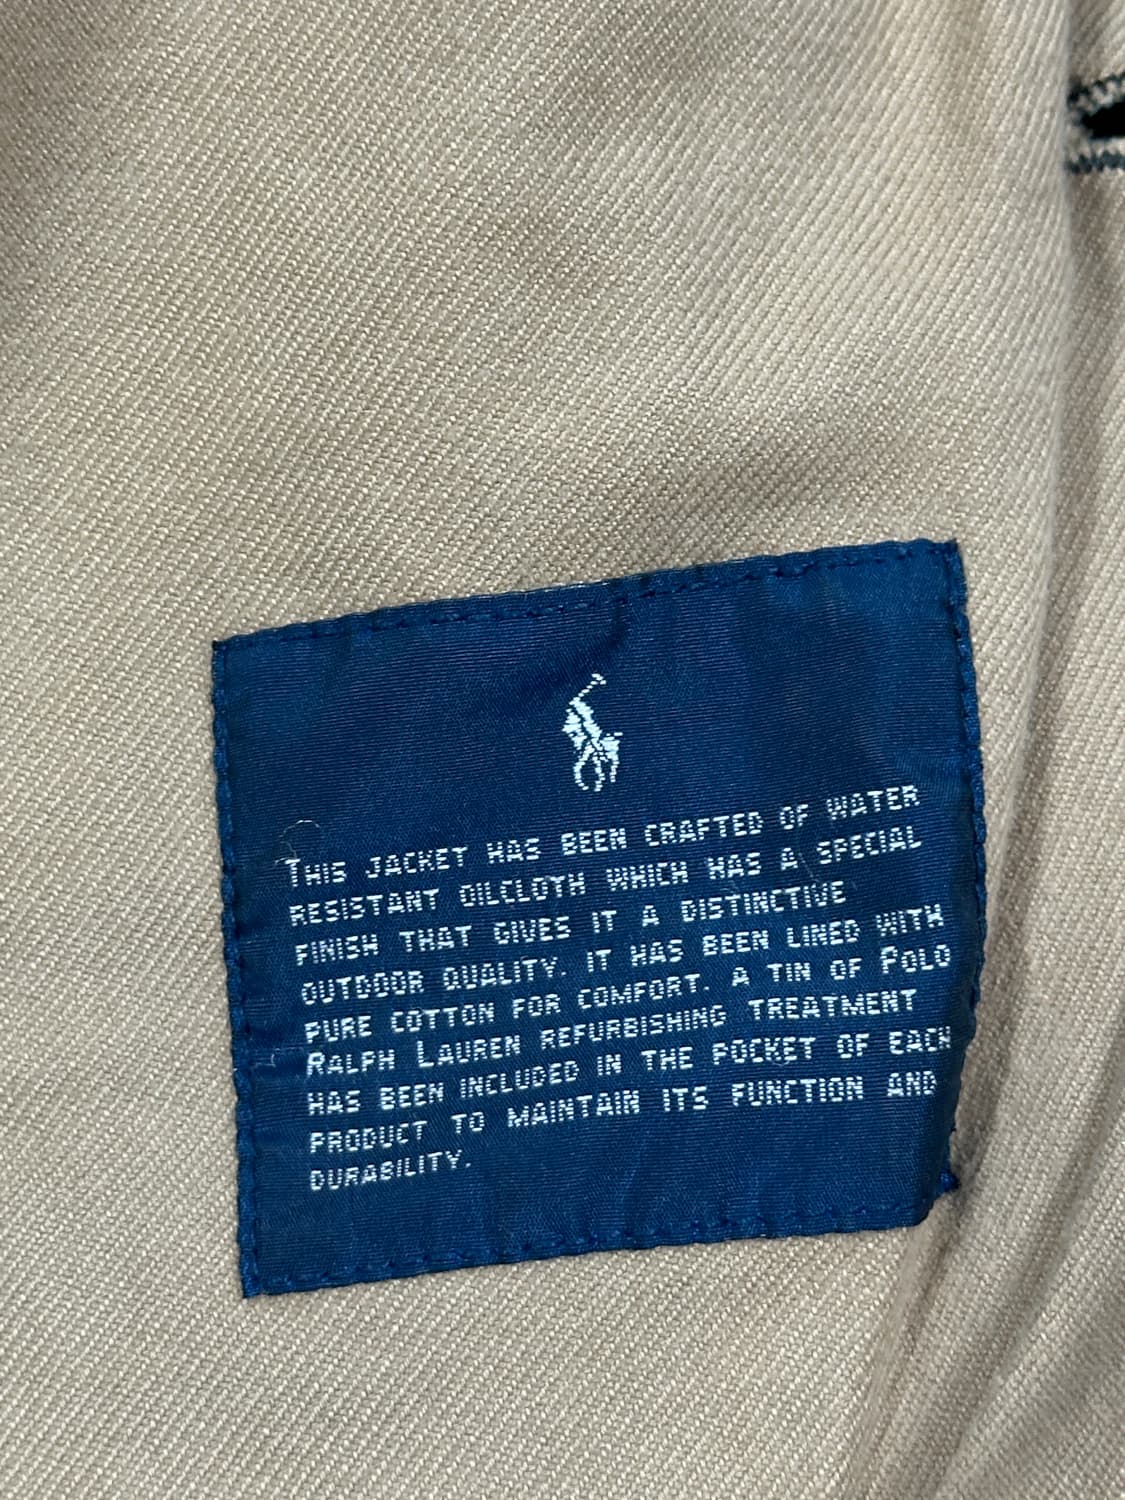 THIS JACKET HAS BEEN CRAFTED OF WATER
RESISTANT OILCLOTH WHICH HAS A SPECIAL
FINISH THAT GIVES IT A DISTINCTIVE
OUTDOOR QUALITY. IT HAS BEEN LINED WITH
PURE COTTON FOR COMFORT. A TIN OF POLO
RALPH LAUREN REFURBISHING TREATMENT
HAS BEEN INCLUDED IN THE POCKET OF EACH
PRODUCT TO MAINTAIN ITS FUNCTION AND
DURABILITY.